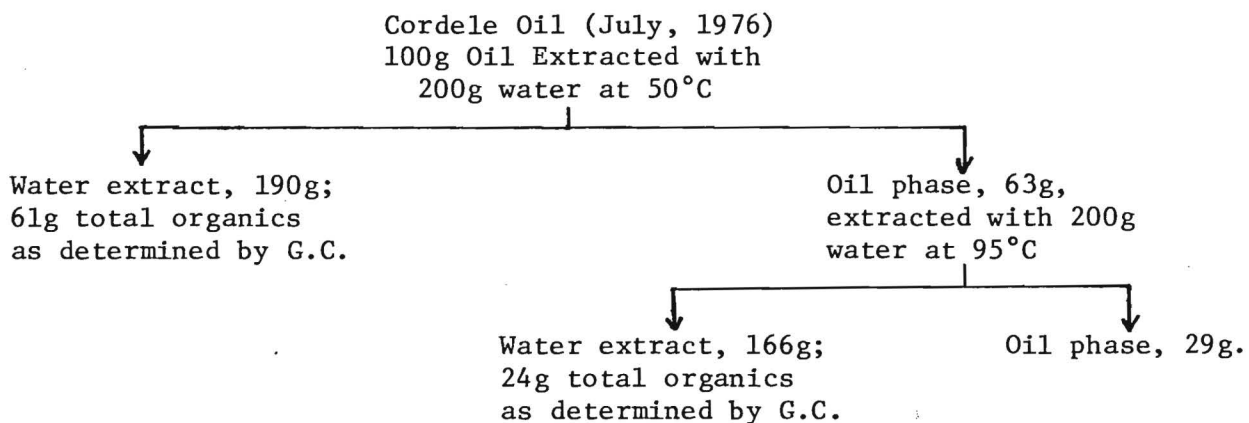 Cordele Oil (July, 1976)
100g Oil Extracted with
200g water at 50°C
Water extract, 190g;
61g total organics
as determined by G.C.
Oil phase, 63g,
extracted with 200g
water at 95°C
Water extract, 166g;
24g total organics
as determined by G.C.
Oil phase, 29g.